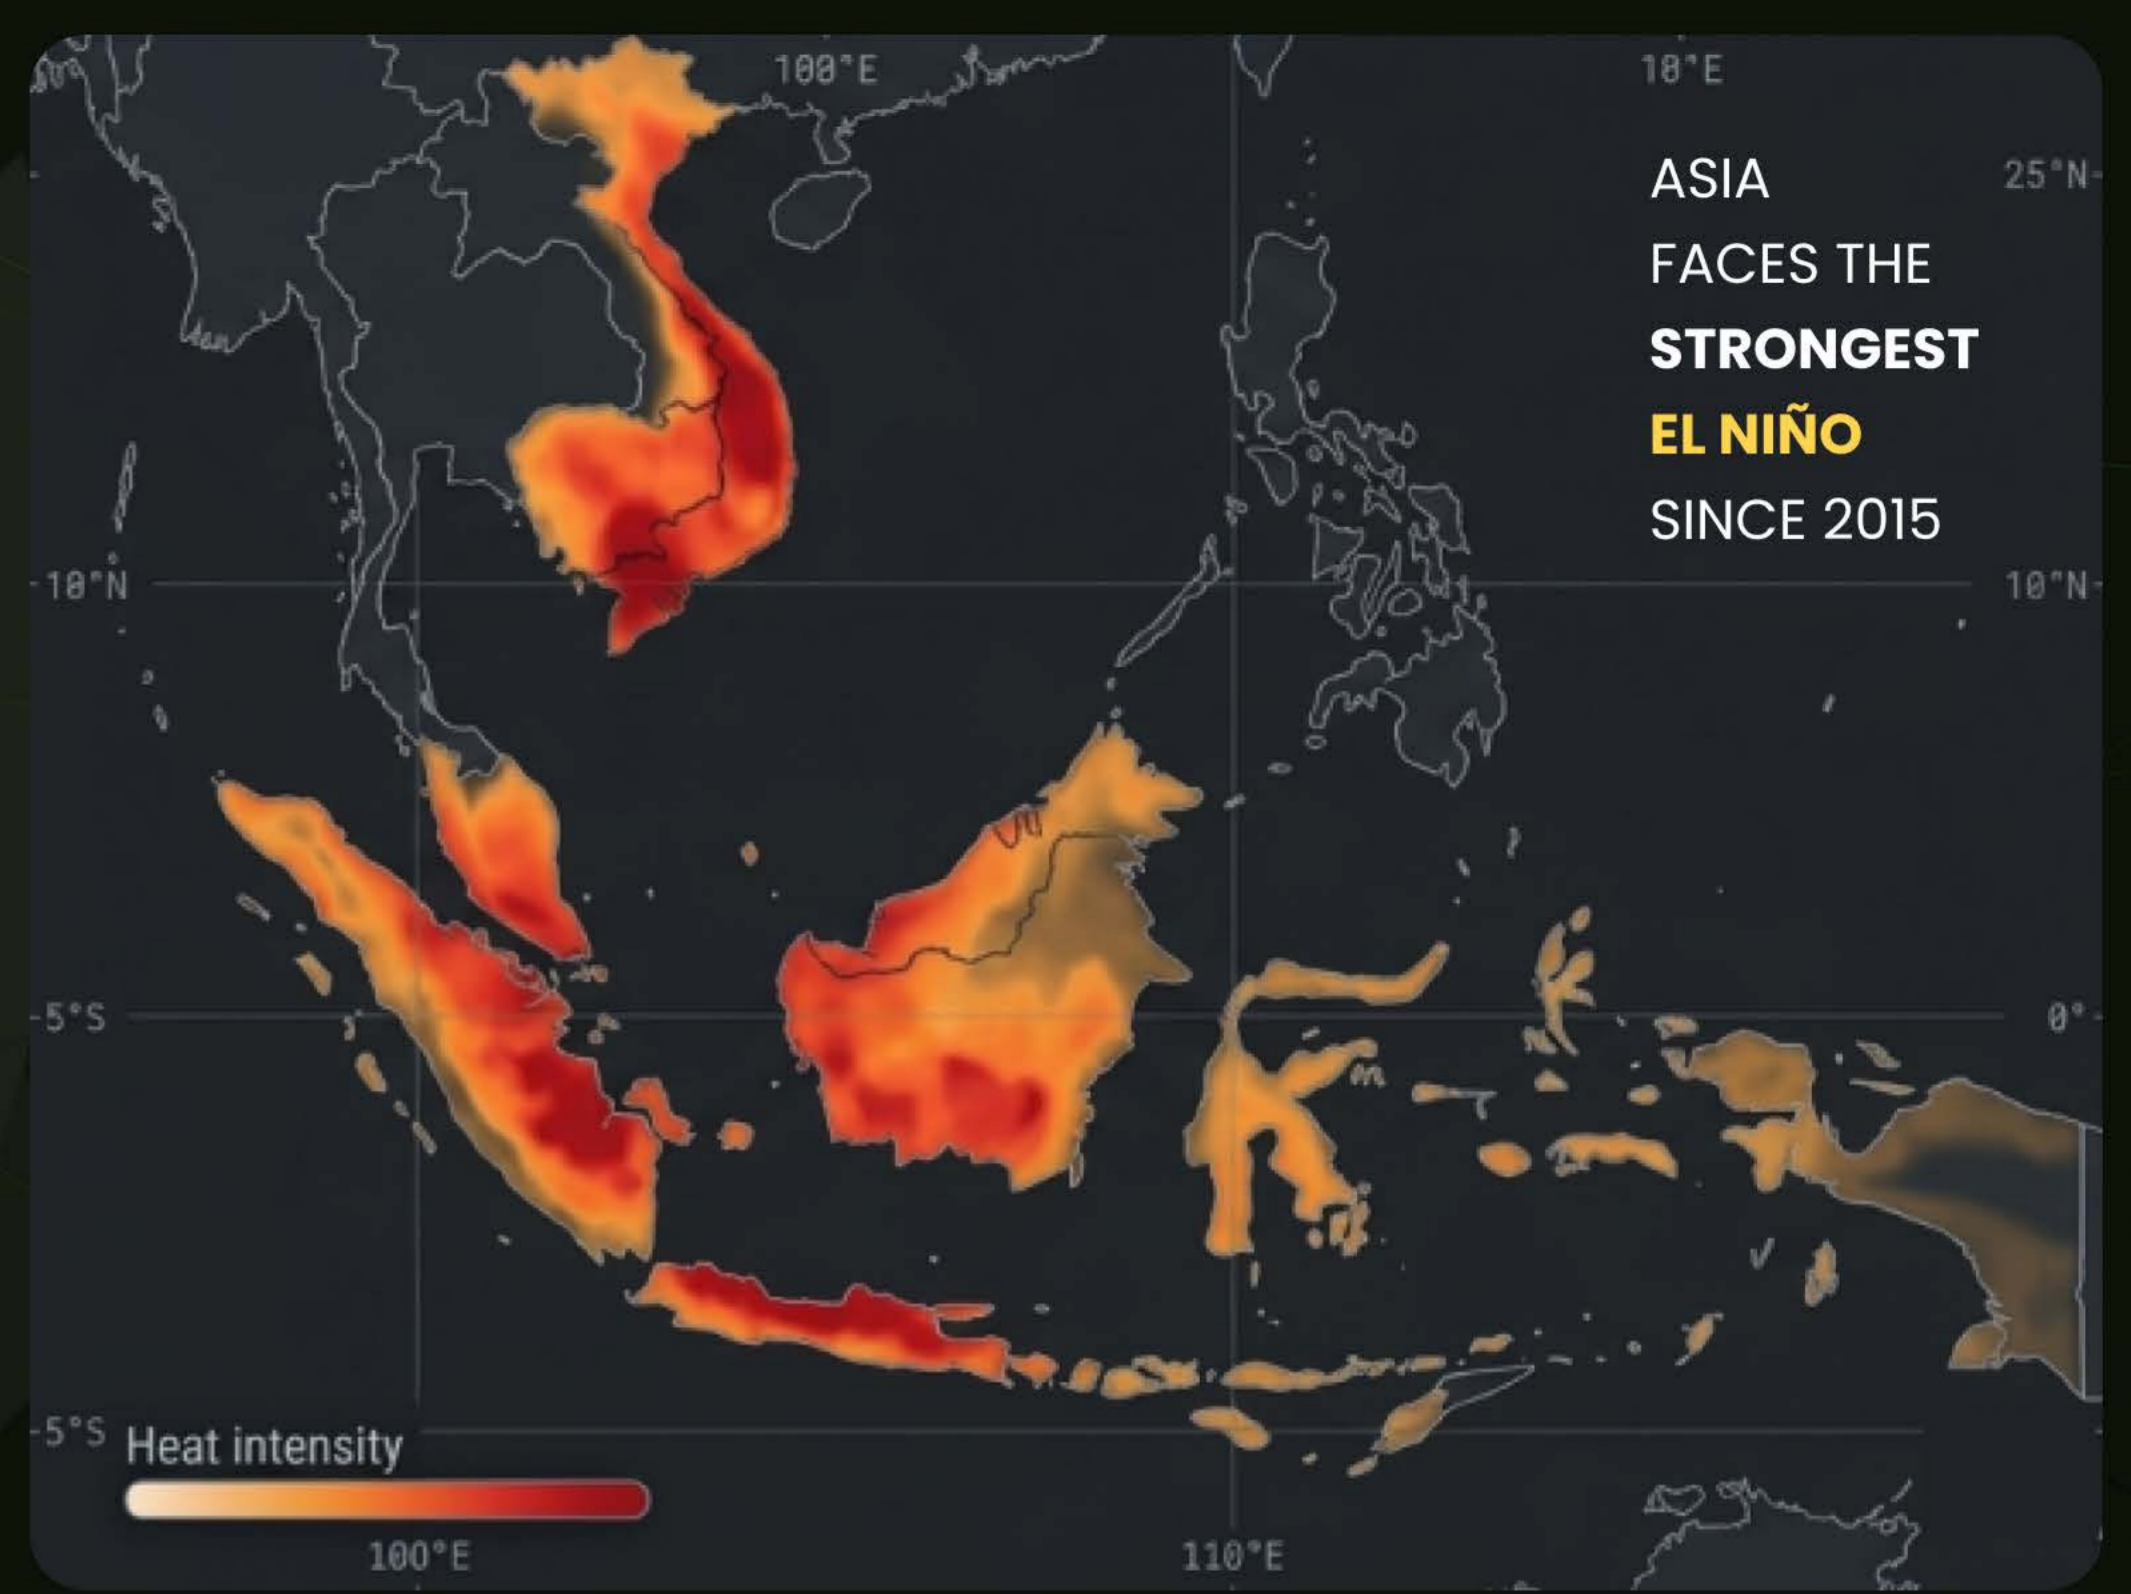 100°E
10°E
ASIA
25°N
FACES THE
STRONGEST
EL NIÑO
SINCE 2015
10°N
10°N
5°S
0°
5°S
Heat intensity
100°E
110°E